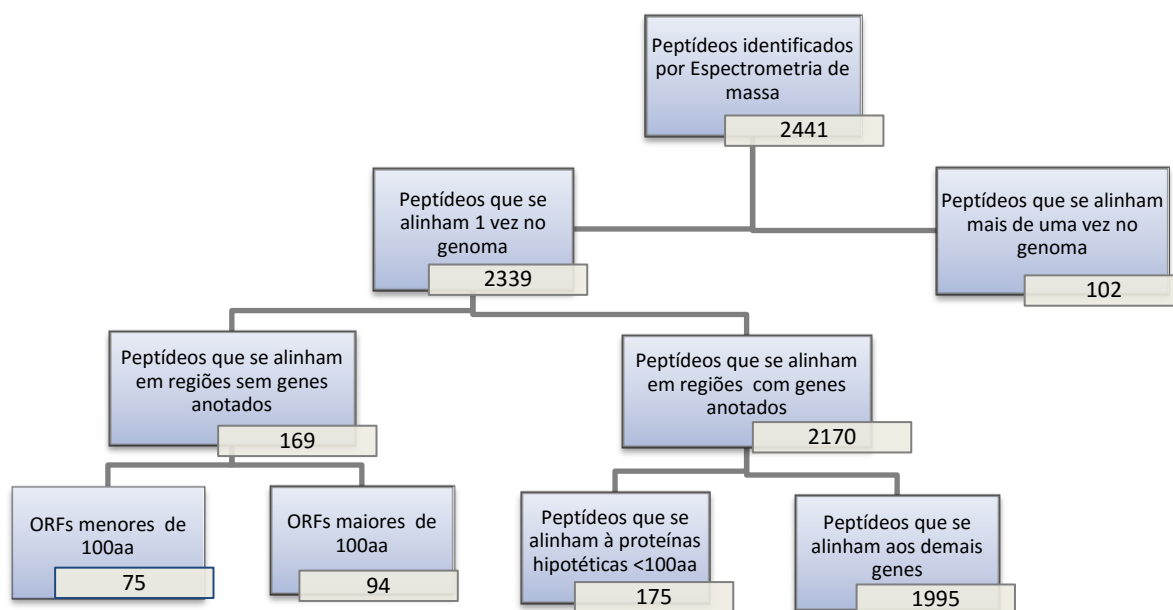 Peptídeos identificados
por Espectrometria de
massa
2441
Peptídeos que se
alinham 1 vez no
genoma
2339
Peptídeos que se alinham
mais de uma vez no
genoma
102
Peptídeos que se alinham
em regiões sem genes
anotados
169
Peptídeos que se alinham
em regiões com genes
anotados
2170
ORFs menores de
100aa
75
ORFs maiores de
100aa
94
Peptídeos que se
alinham à proteínas
hipotéticas <100aa
175
Peptídeos que se
alinham aos demais
genes
1995